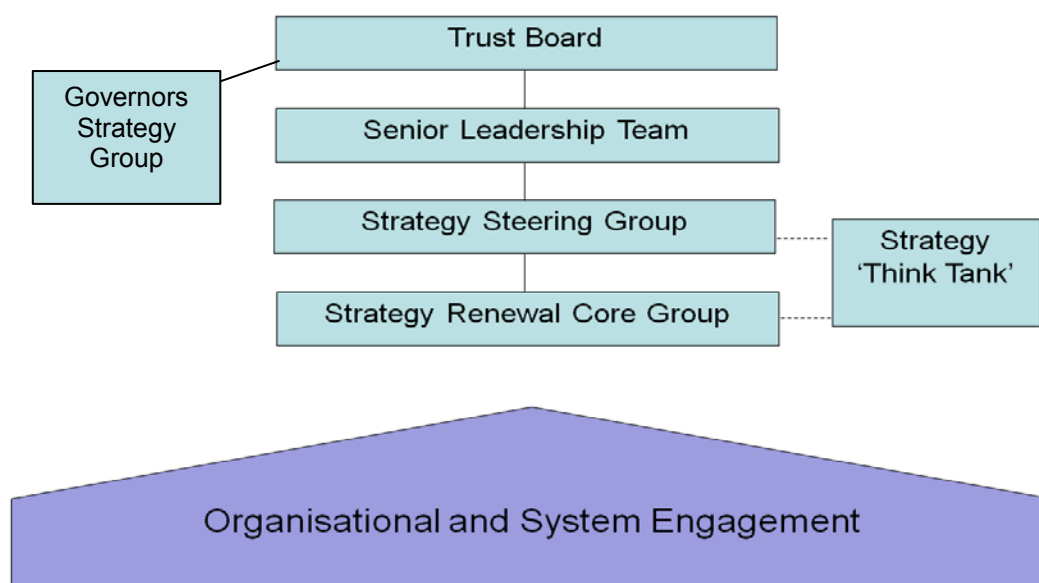 Trust Board
Governors
Strategy
Group
Senior Leadership Team
Strategy Steering Group
Strategy
‘Think Tank’
Strategy Renewal Core Group
Organisational and System Engagement